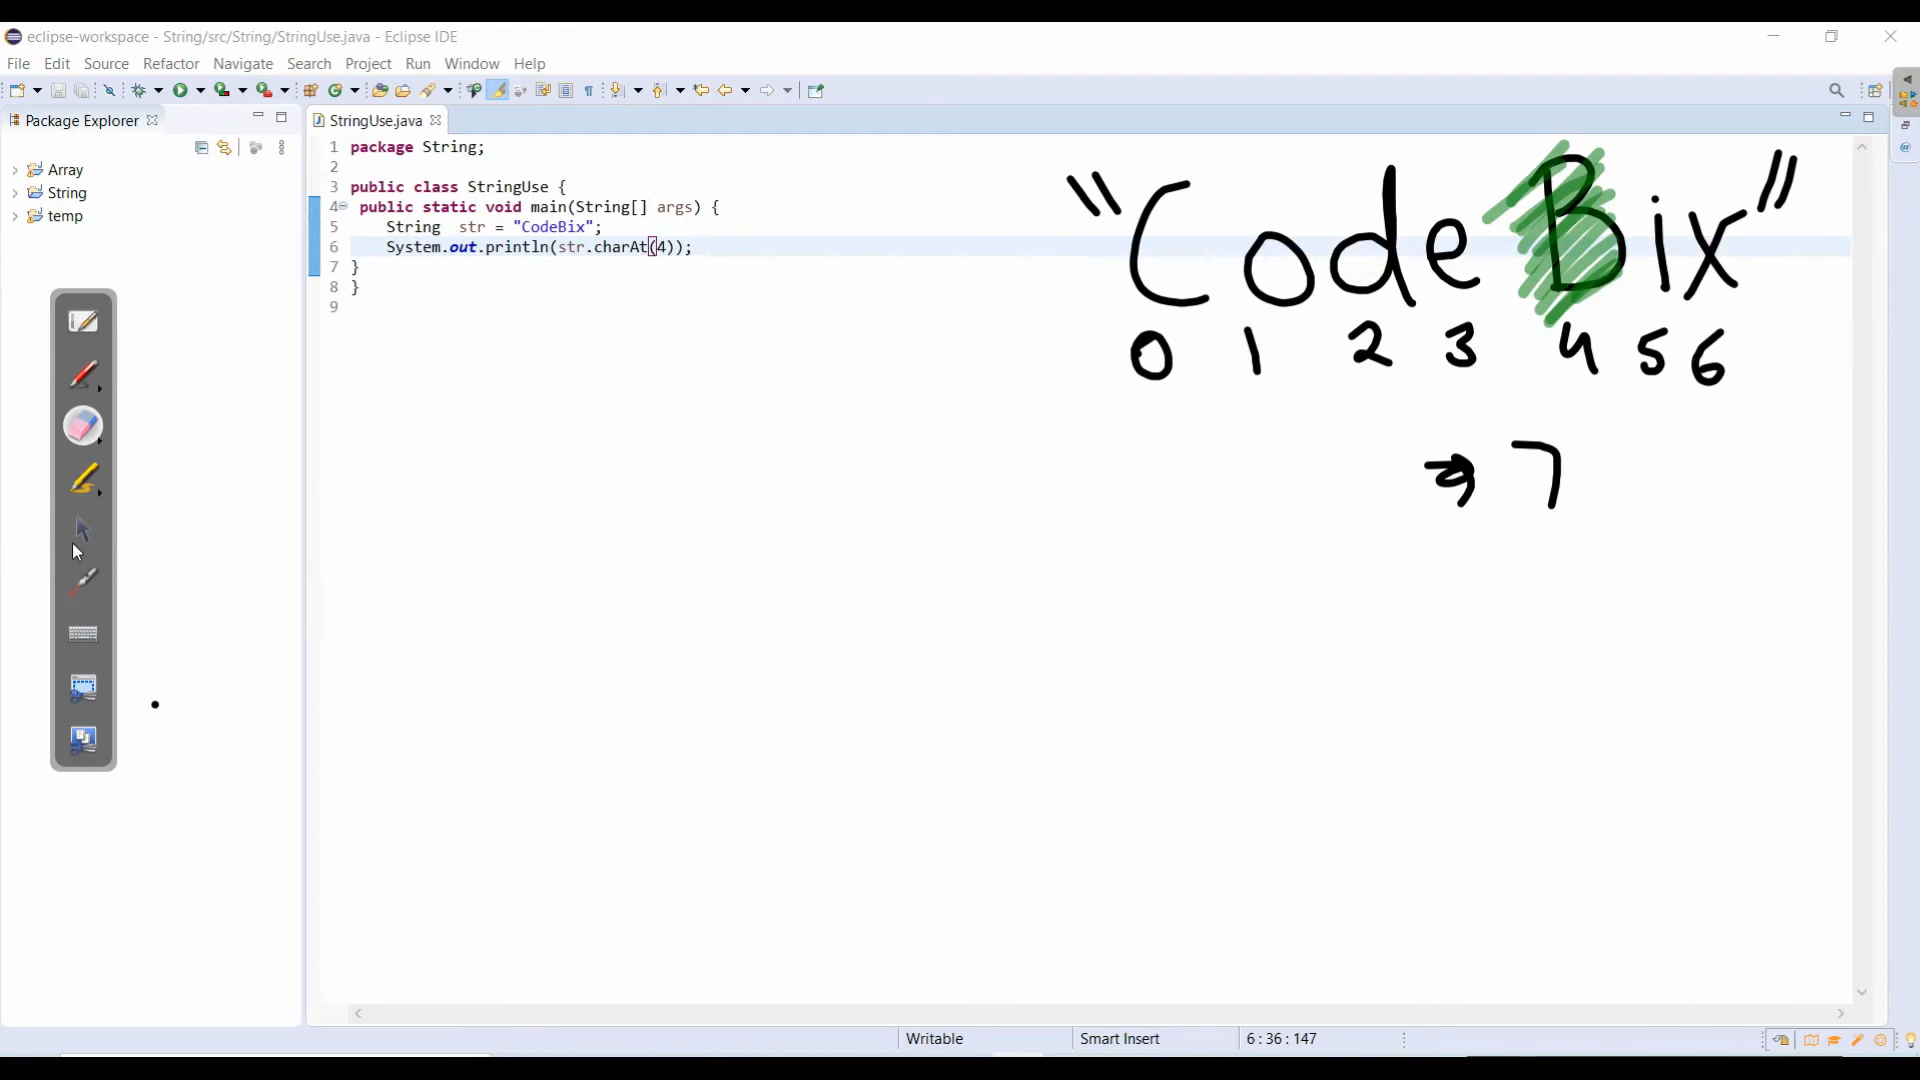 eclipse-workspace - String/src/String/StringUse.java - Eclipse IDE
File Edit Source Refactor Navigate Search Project Run Window Help
Package Explorer
StringUse.java
Array
String
temp
1 package String;
2
3 public class StringUse {
4 public static void main(String[] args) {
5 String str = "CodeBix";
6 System.out.println(str.charAt(4));
7 }
8 }
9
"CodeBix"
0 1 2 3 4 5 6
⇒ 7
Writable Smart Insert 6 : 36 : 147